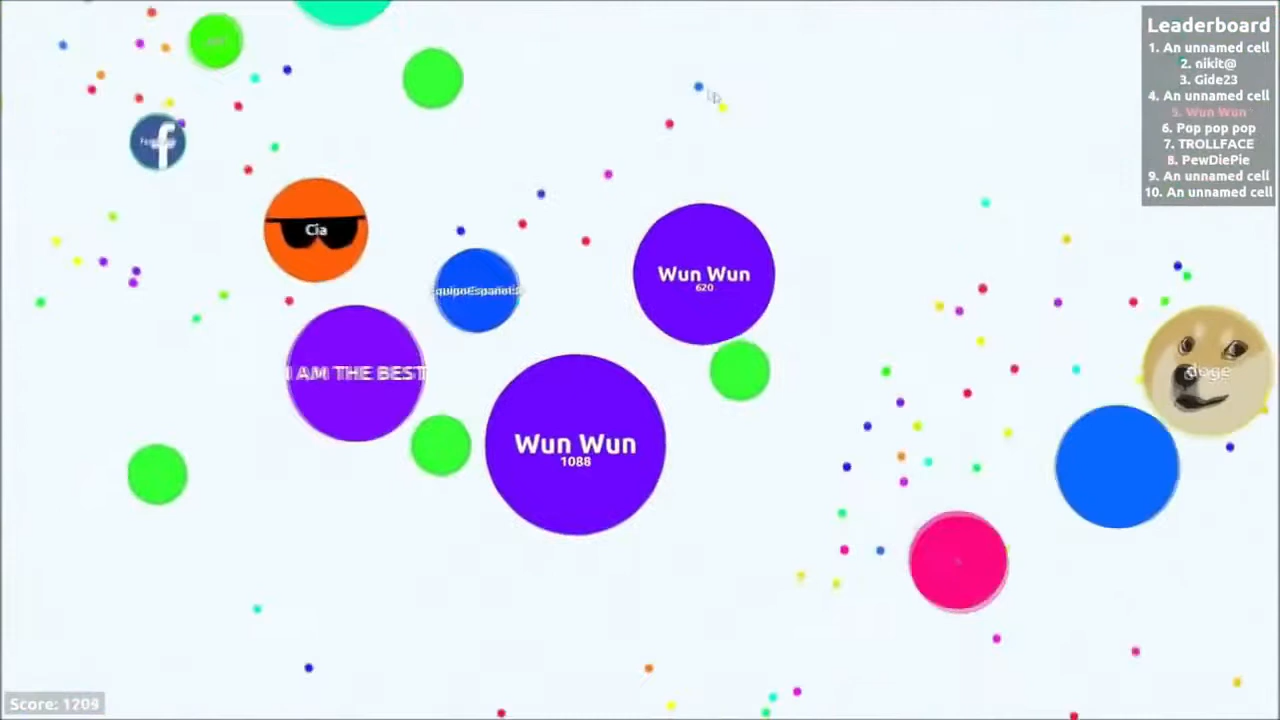 Leaderboard
1. An unnamed cell
2. nikit@
3. Gide23
4. An unnamed cell
5. Wun Wun
6. Pop pop pop
7. TROLLFACE
8. PewDiePie
9. An unnamed cell
10. An unnamed cell
f
Cia
Wun Wun
620
quipoEspañol
I AM THE BEST
doge
Wun Wun
1088
Score: 1209